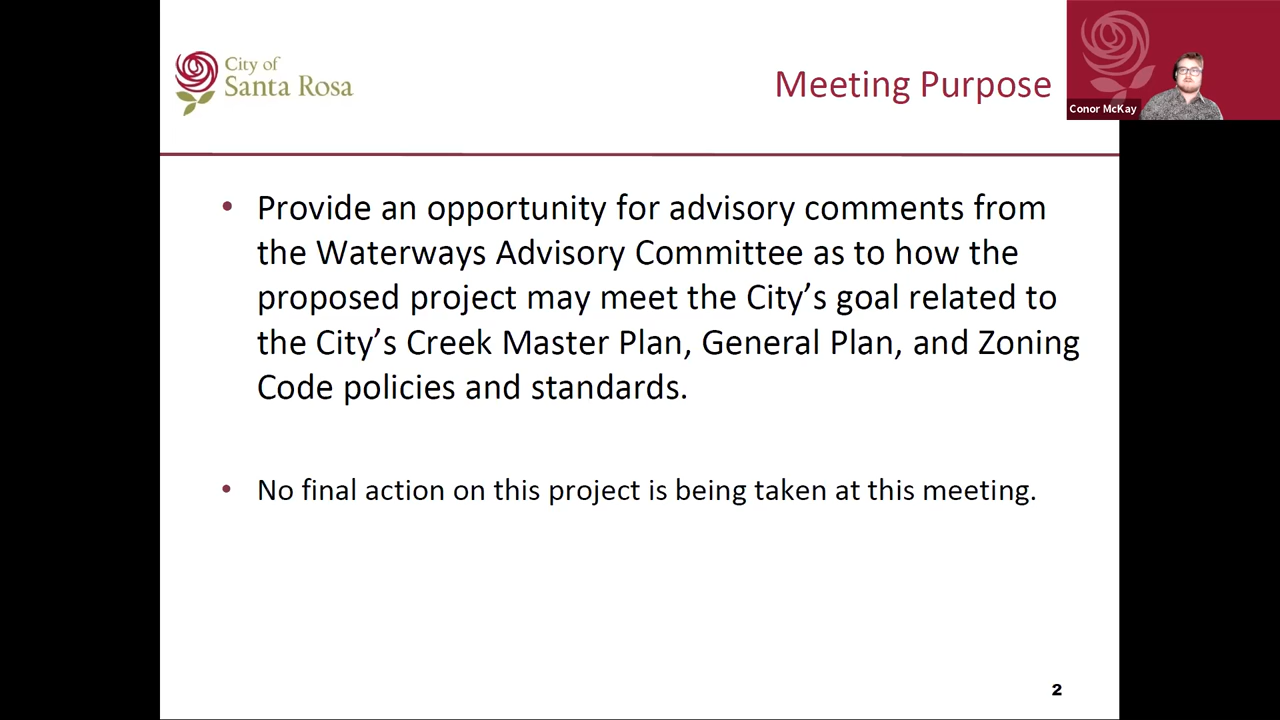 City of
Santa Rosa
Meeting Purpose
Conor McKay
• Provide an opportunity for advisory comments from
the Waterways Advisory Committee as to how the
proposed project may meet the City’s goal related to
the City’s Creek Master Plan, General Plan, and Zoning
Code policies and standards.
• No final action on this project is being taken at this meeting.
2